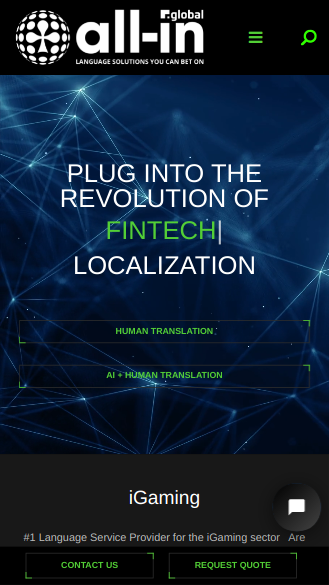 .global
all-in
LANGUAGE SOLUTIONS YOU CAN BET ON
PLUG INTO THE
REVOLUTION OF
FINTECH|
LOCALIZATION
HUMAN TRANSLATION
AI + HUMAN TRANSLATION
iGaming
#1 Language Service Provider for the iGaming sector Are
CONTACT US
REQUEST QUOTE